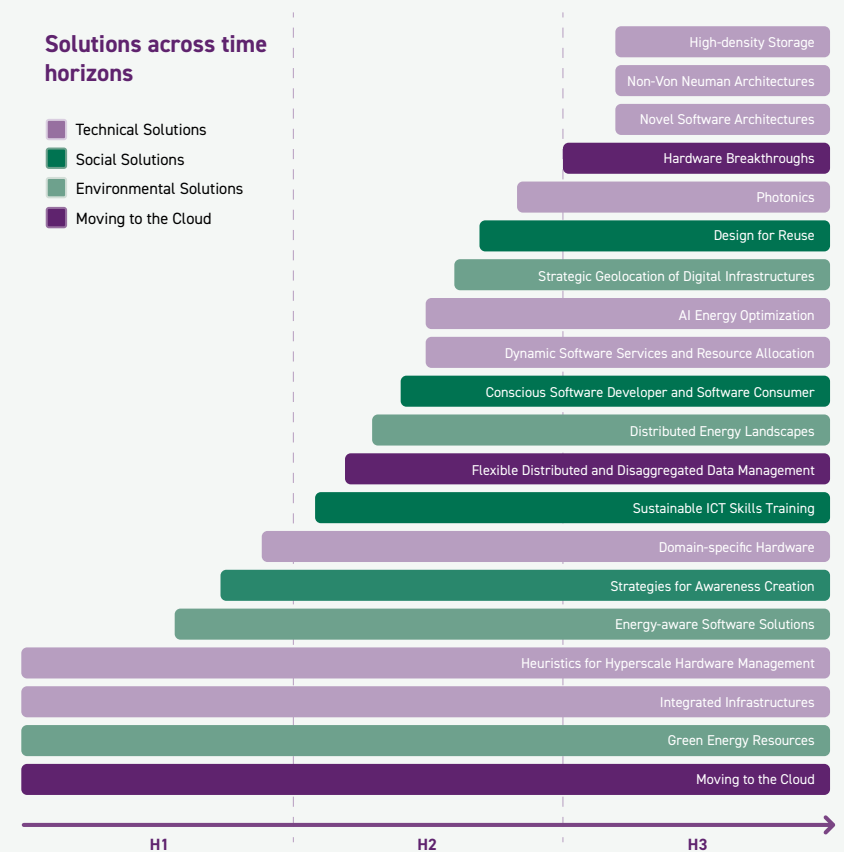 Solutions across time
horizons
Technical Solutions
Social Solutions
Environmental Solutions
Moving to the Cloud
High-density Storage
Non-Von Neuman Architectures
Novel Software Architectures
Hardware Breakthroughs
Photonics
Design for Reuse
Strategic Geolocation of Digital Infrastructures
AI Energy Optimization
Dynamic Software Services and Resource Allocation
Conscious Software Developer and Software Consumer
Distributed Energy Landscapes
Flexible Distributed and Disaggregated Data Management
Sustainable ICT Skills Training
Domain-specific Hardware
Strategies for Awareness Creation
Energy-aware Software Solutions
Heuristics for Hyperscale Hardware Management
Integrated Infrastructures
Green Energy Resources
Moving to the Cloud
H1
H2
H3